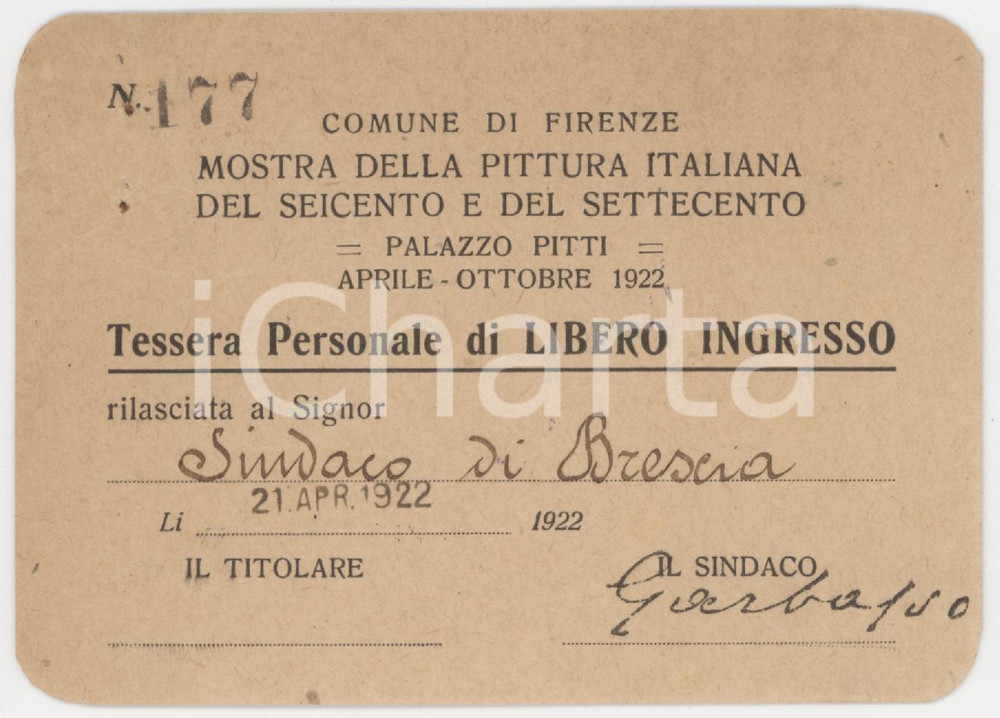 N. 177
COMUNE DI FIRENZE
MOSTRA DELLA PITTURA ITALIANA
DEL SEICENTO E DEL SETTECENTO
= PALAZZO PITTI =
APRILE - OTTOBRE 1922
iCharta
Tessera Personale di LIBERO INGRESSO
rilasciata al Signor
Sindaco di Brescia
21. APR. 1922
Li 1922
IL TITOLARE IL SINDACO
Garbasso